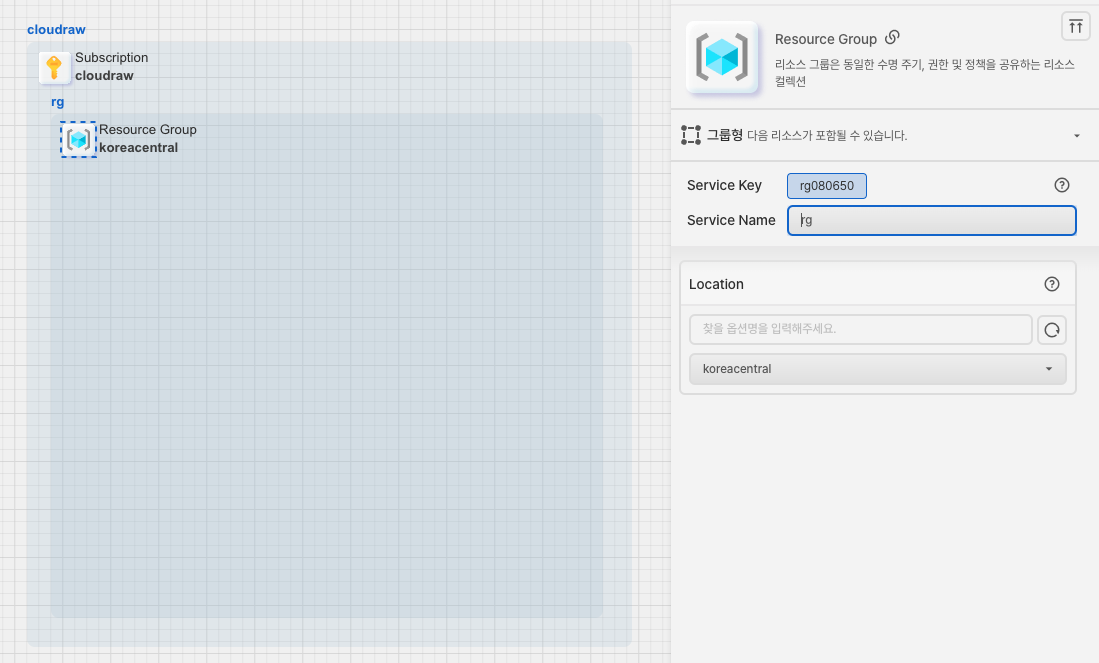 cloudraw
Subscription
cloudraw
rg
Resource Group
koreacentral
Resource Group
리소스 그룹은 동일한 수명 주기, 권한 및 정책을 공유하는 리소스
컬렉션
그룹형 다음 리소스가 포함될 수 있습니다.
Service Key rg080650
Service Name rg
Location
찾을 옵션명을 입력해주세요.
koreacentral